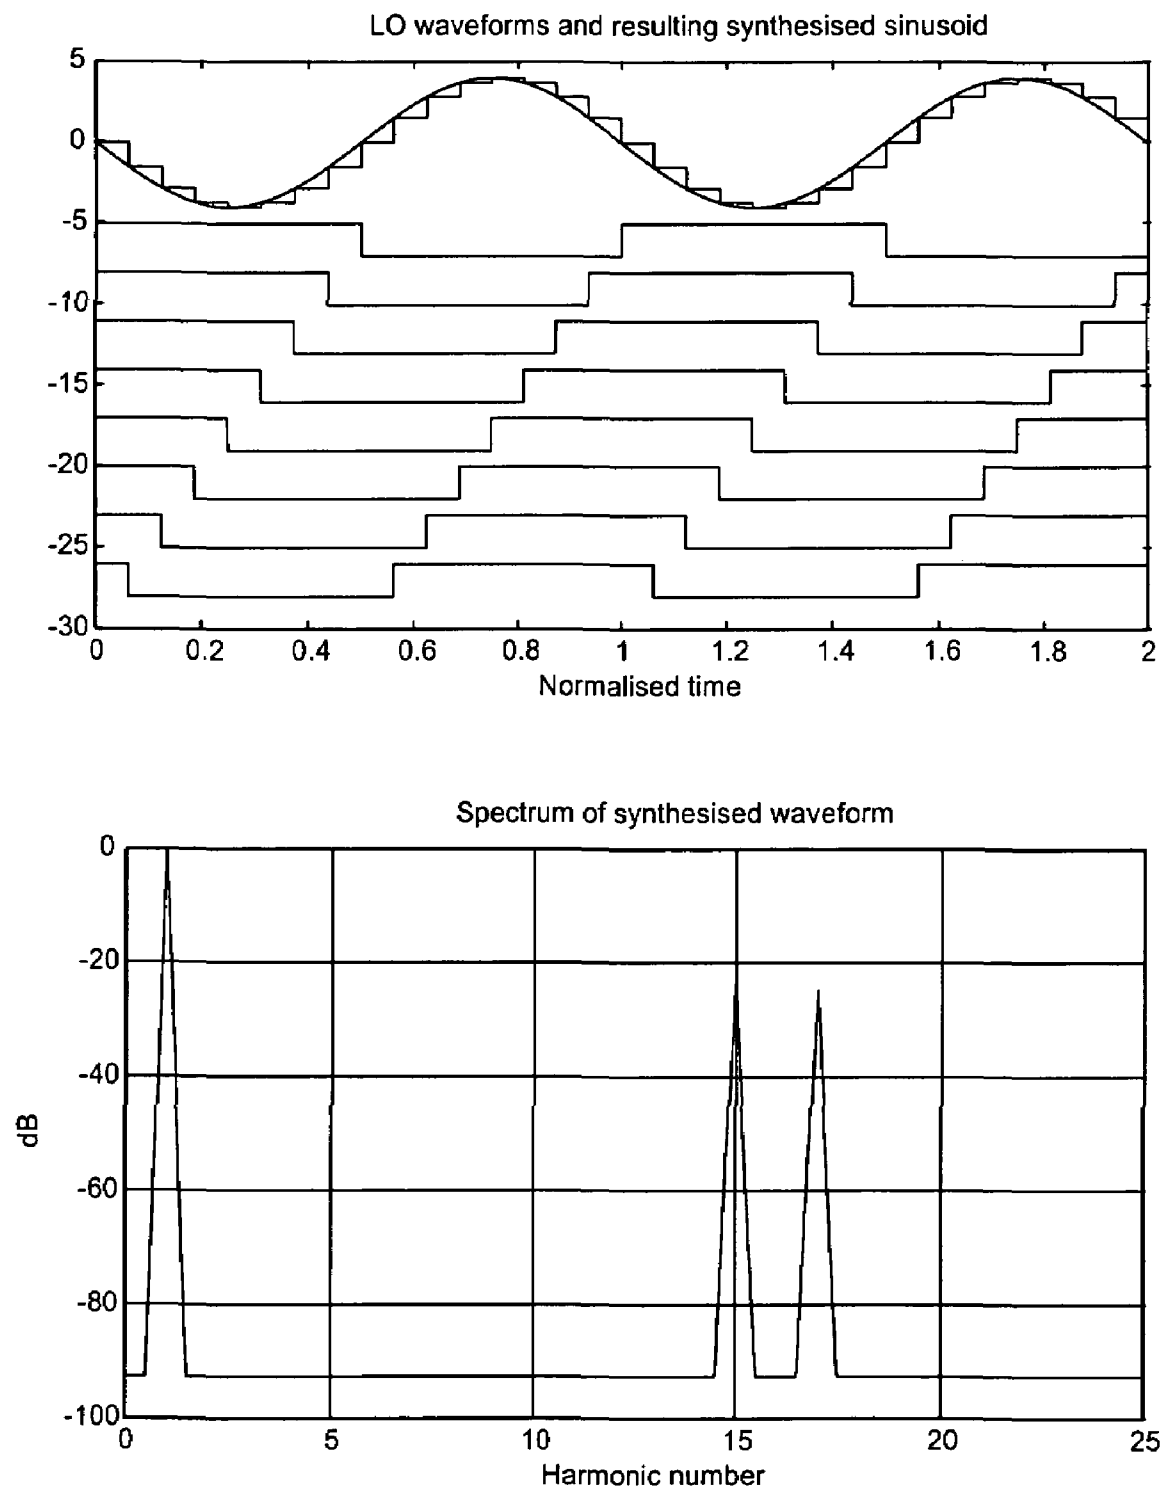 LO waveforms and resulting synthesised sinusoid
5
0
-5
-10
-15
-20
-25
-30
0 0.2 0.4 0.6 0.8 1 1.2 1.4 1.6 1.8 2
Normalised time
Spectrum of synthesised waveform
0
-20
-40
-60
-80
-100
dB
0 5 10 15 20 25
Harmonic number